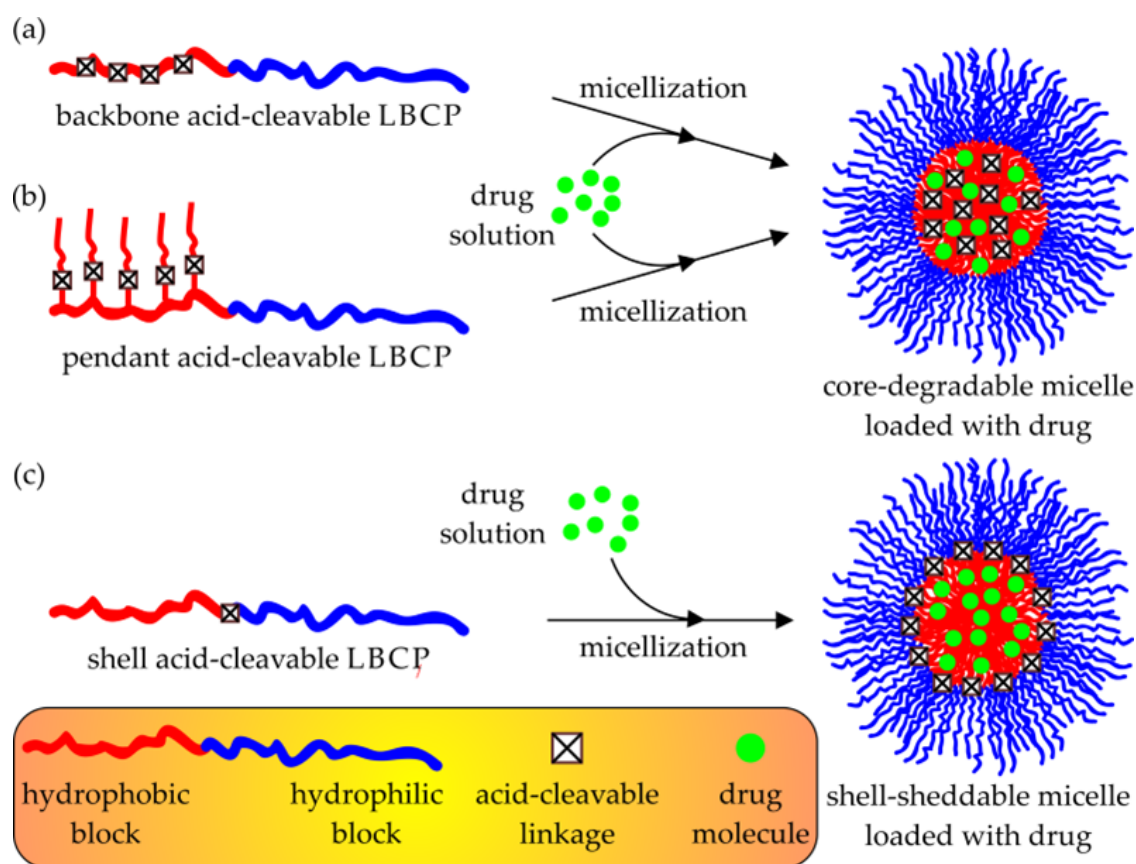 (a)
backbone acid-cleavable LBCP
micellization
(b)
drug
solution
micellization
pendant acid-cleavable LBCP
core-degradable micelle
loaded with drug
(c)
drug
solution
micellization
shell acid-cleavable LBCP
hydrophobic
block
hydrophilic
block
acid-cleavable
linkage
drug
molecule
shell-sheddable micelle
loaded with drug